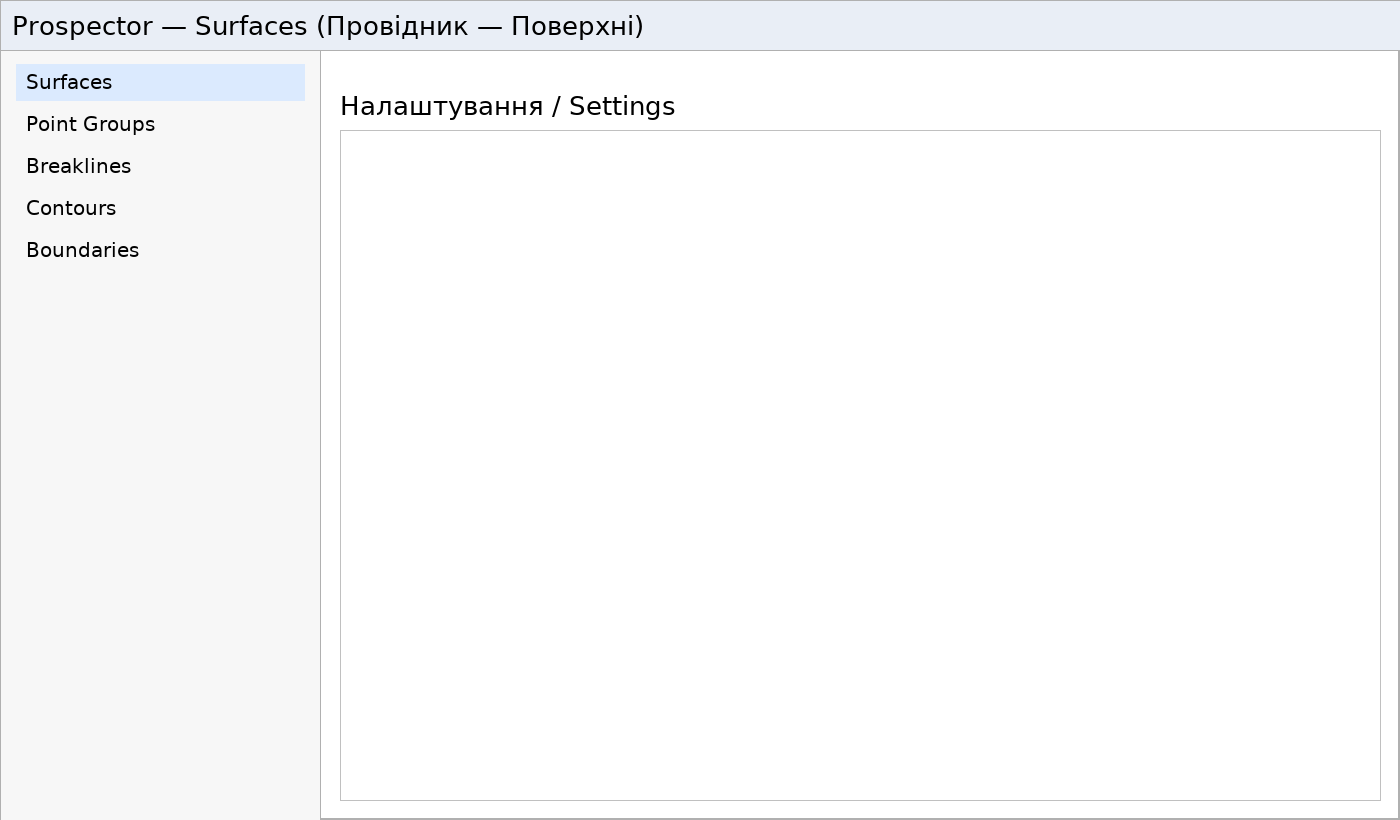 Prospector — Surfaces (Провідник — Поверхні)
Surfaces
Point Groups
Breaklines
Contours
Boundaries
Налаштування / Settings